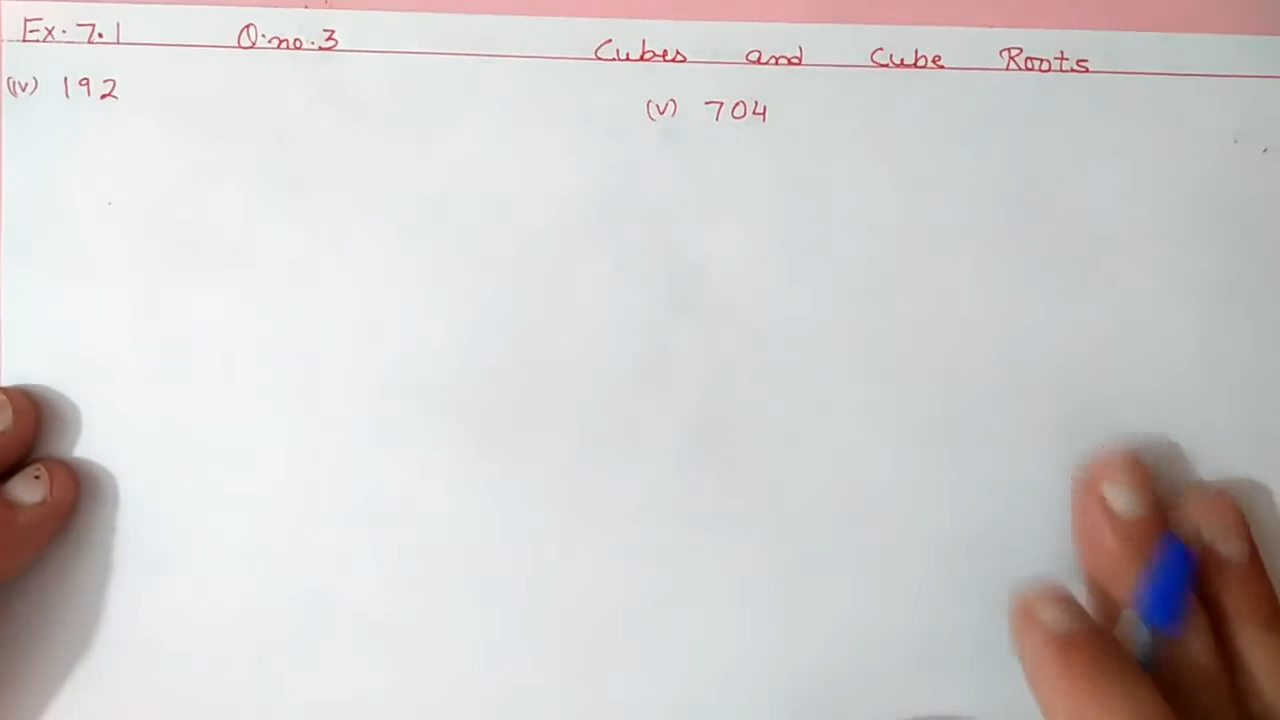 Ex. 7.1 Q.no.3 Cubes and Cube Roots
(iv) 192
(v) 704